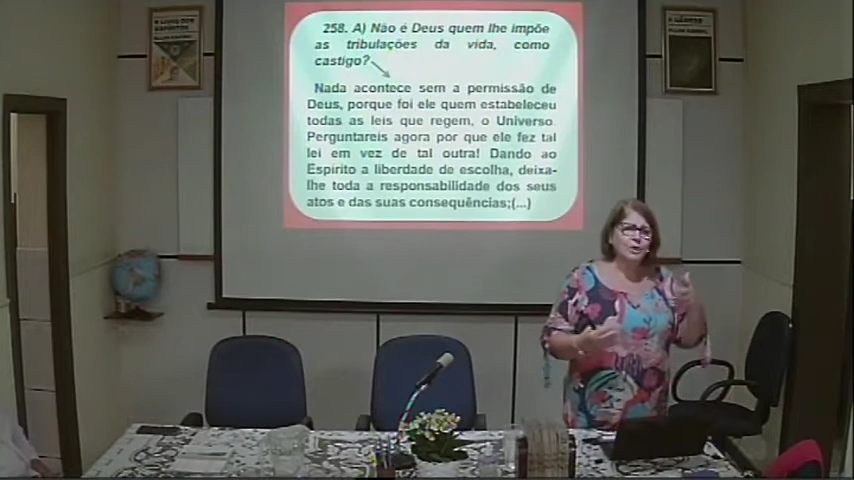 O LIVRO DOS
ESPÍRITOS
258. A) Não é Deus quem lhe impõe
as tribulações da vida, como
castigo?
Nada acontece sem a permissão de
Deus, porque foi ele quem estabeleceu
todas as leis que regem, o Universo.
Perguntareis agora por que ele fez tal
lei em vez de tal outra! Dando ao
Espírito a liberdade de escolha, deixa-
lhe toda a responsabilidade dos seus
atos e das suas consequências;(...)